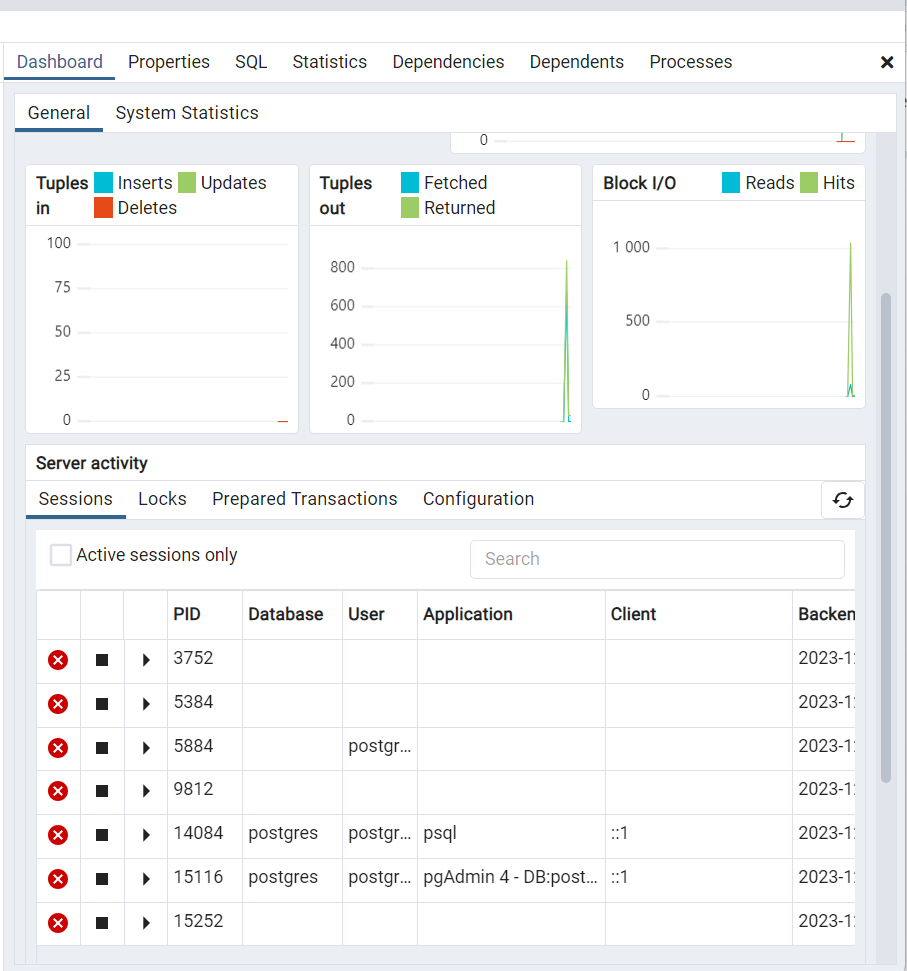 Dashboard Properties SQL Statistics Dependencies Dependents Processes
General System Statistics
0
Tuples in Inserts Updates Deletes
100
75
50
25
0
Tuples out Fetched Returned
800
600
400
200
0
Block I/O Reads Hits
1 000
500
0
Server activity
Sessions Locks Prepared Transactions Configuration
Active sessions only Search
PID Database User Application Client Backen
3752 2023-1
5384 2023-1
5884 postgr... 2023-1
9812 2023-1
14084 postgres postgr... psql ::1 2023-1
15116 postgres postgr... pgAdmin 4 - DB:post... ::1 2023-1
15252 2023-1